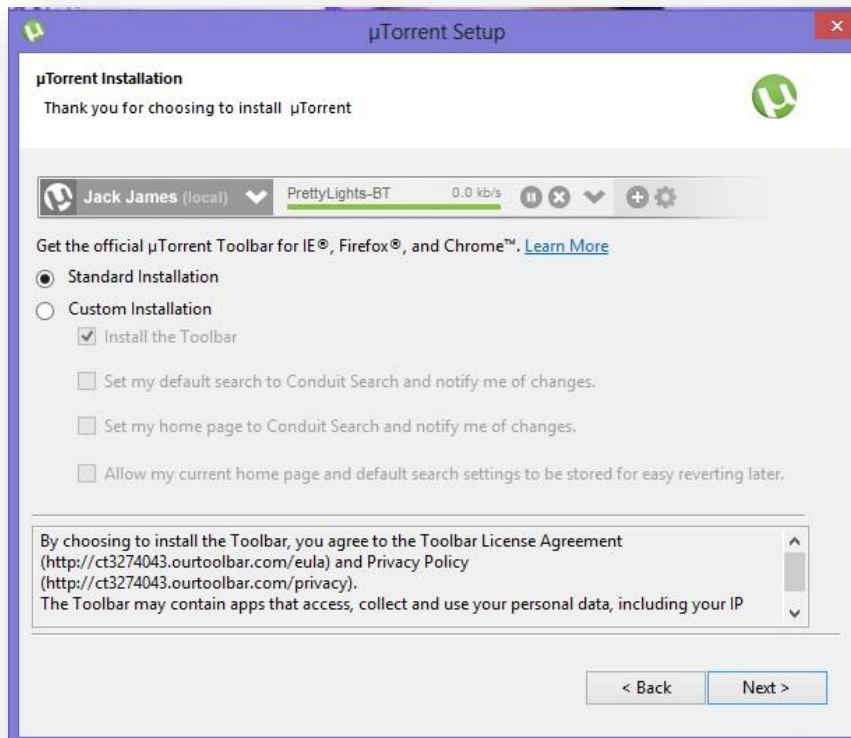 µTorrent Setup
µTorrent Installation
Thank you for choosing to install µTorrent
Jack James (local)
PrettyLights-BT 0.0 kb/s
Get the official µTorrent Toolbar for IE®, Firefox®, and Chrome™. Learn More
Standard Installation
Custom Installation
Install the Toolbar
Set my default search to Conduit Search and notify me of changes.
Set my home page to Conduit Search and notify me of changes.
Allow my current home page and default search settings to be stored for easy reverting later.
By choosing to install the Toolbar, you agree to the Toolbar License Agreement
(http://ct3274043.ourtoolbar.com/eula) and Privacy Policy
(http://ct3274043.ourtoolbar.com/privacy).
The Toolbar may contain apps that access, collect and use your personal data, including your IP
< Back
Next >